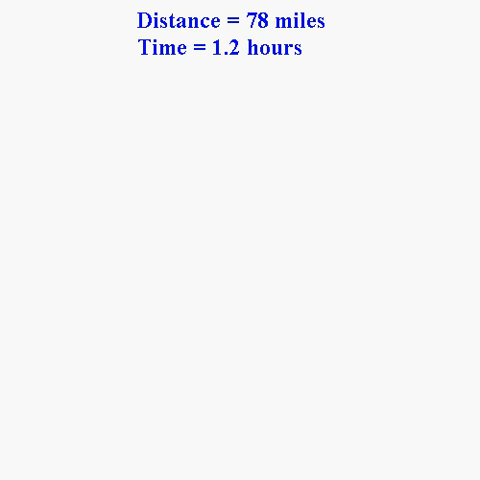 Distance = 78 miles
Time = 1.2 hours